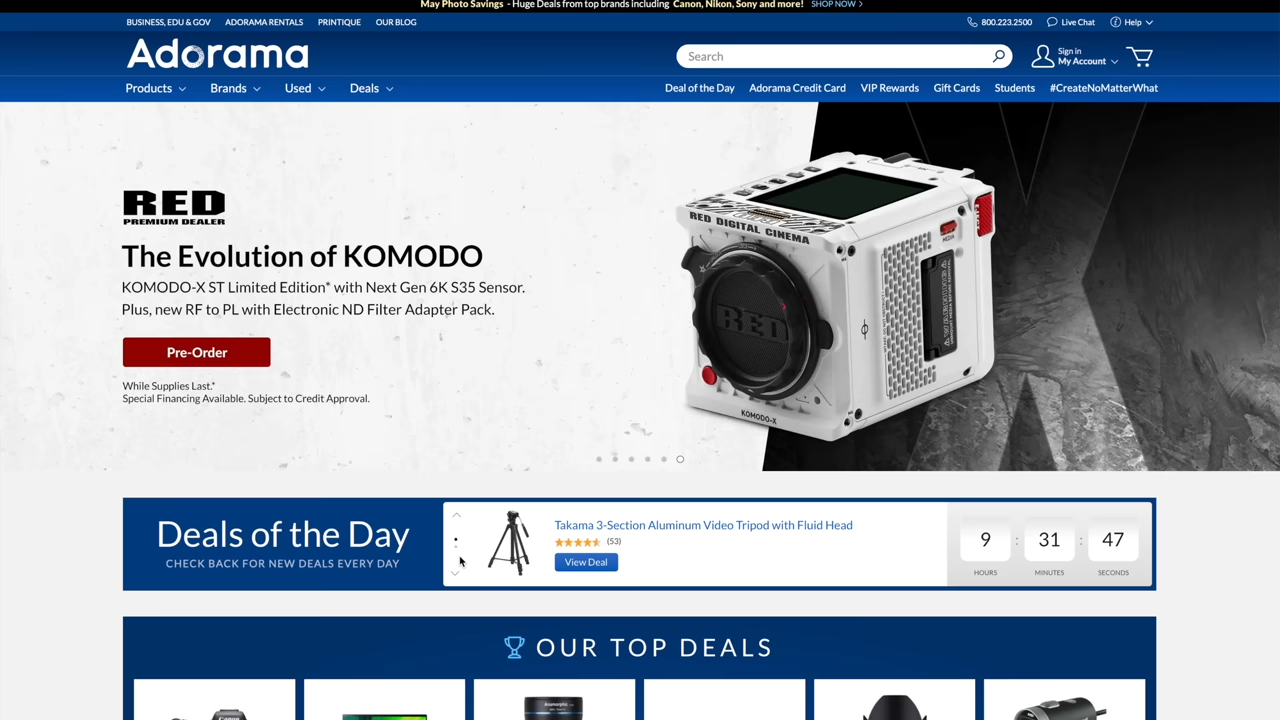 May Photo Savings - Huge Deals from top brands including Canon, Nikon, Sony and more! SHOP NOW >
BUSINESS, EDU & GOV ADORAMA RENTALS PRINTIQUE OUR BLOG 800.223.2500 Live Chat Help
Adorama
Search
Sign in
My Account
Products Brands Used Deals Deal of the Day Adorama Credit Card VIP Rewards Gift Cards Students #CreateNoMatterWhat
RED
PREMIUM DEALER
The Evolution of KOMODO
KOMODO-X ST Limited Edition* with Next Gen 6K S35 Sensor.
Plus, new RF to PL with Electronic ND Filter Adapter Pack.
Pre-Order
While Supplies Last.*
Special Financing Available. Subject to Credit Approval.
RED DIGITAL CINEMA
MEDIA
RED
KOMODO-X
Deals of the Day
CHECK BACK FOR NEW DEALS EVERY DAY
Takama 3-Section Aluminum Video Tripod with Fluid Head
(53)
View Deal
9 : 31 : 47
HOURS MINUTES SECONDS
OUR TOP DEALS
Canon
Anamorphic